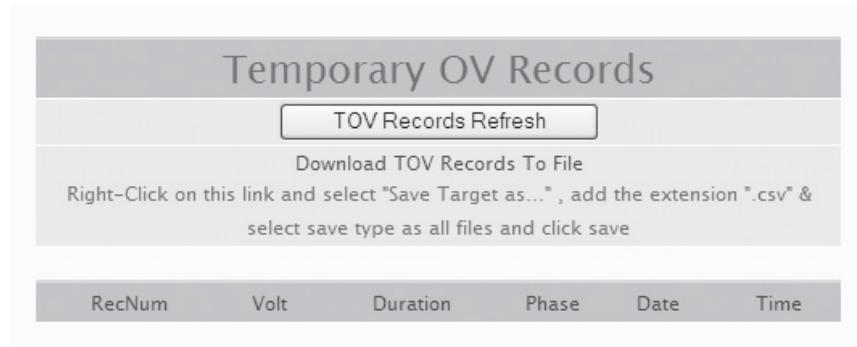 Temporary OV Records
TOV Records Refresh
Download TOV Records To File
Right-Click on this link and select "Save Target as..." , add the extension ".csv" &
select save type as all files and click save
RecNum Volt Duration Phase Date Time